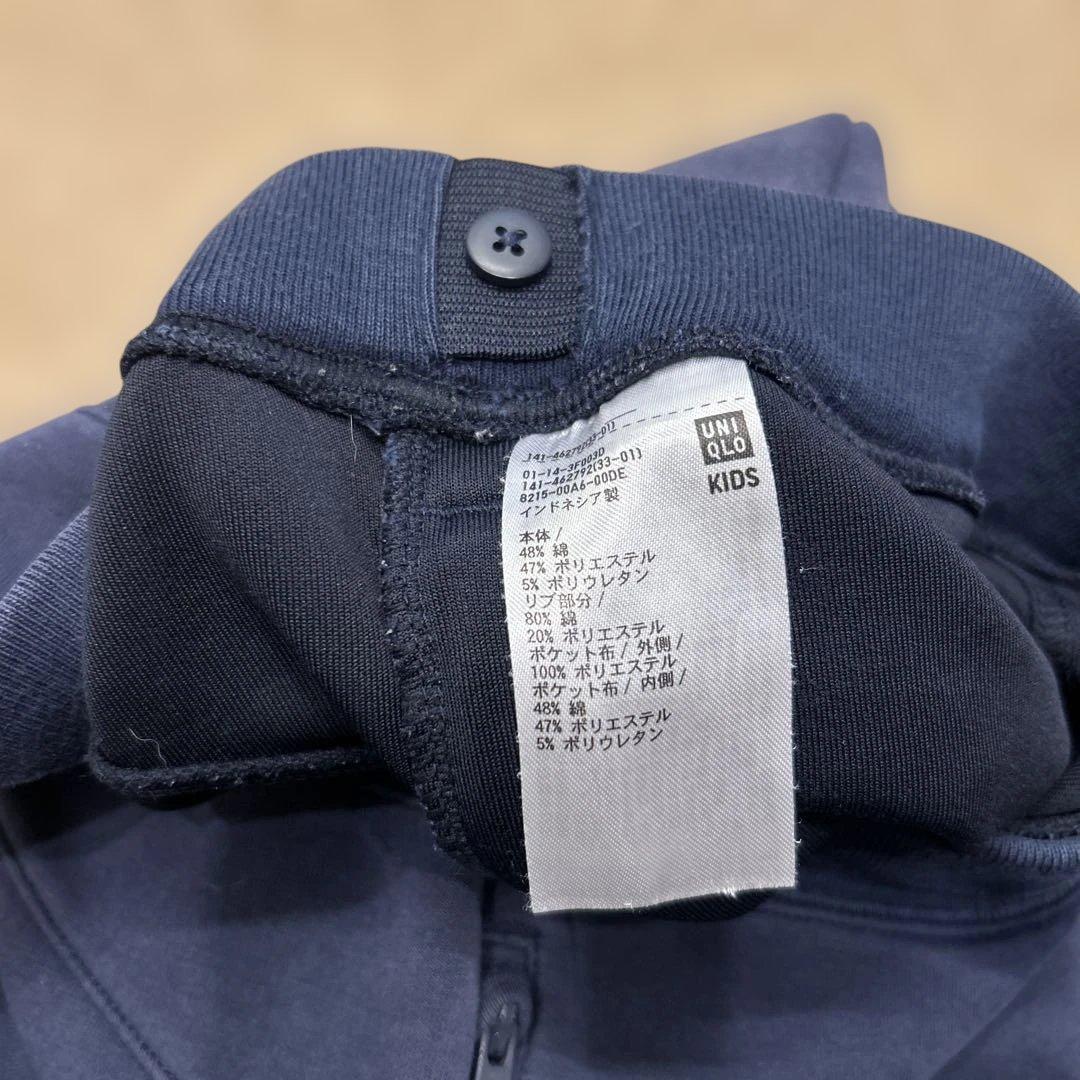 UNI
QLO
KIDS
141-462792(33-01)
01-14-3F003D
141-462792(33-01)
8215-00A6-00DE
インドネシア製
本体 /
48% 綿
47% ポリエステル
5% ポリウレタン
リブ部分 /
80% 綿
20% ポリエステル
ポケット布 / 外側 /
100% ポリエステル
ポケット布 / 内側 /
48% 綿
47% ポリエステル
5% ポリウレタン